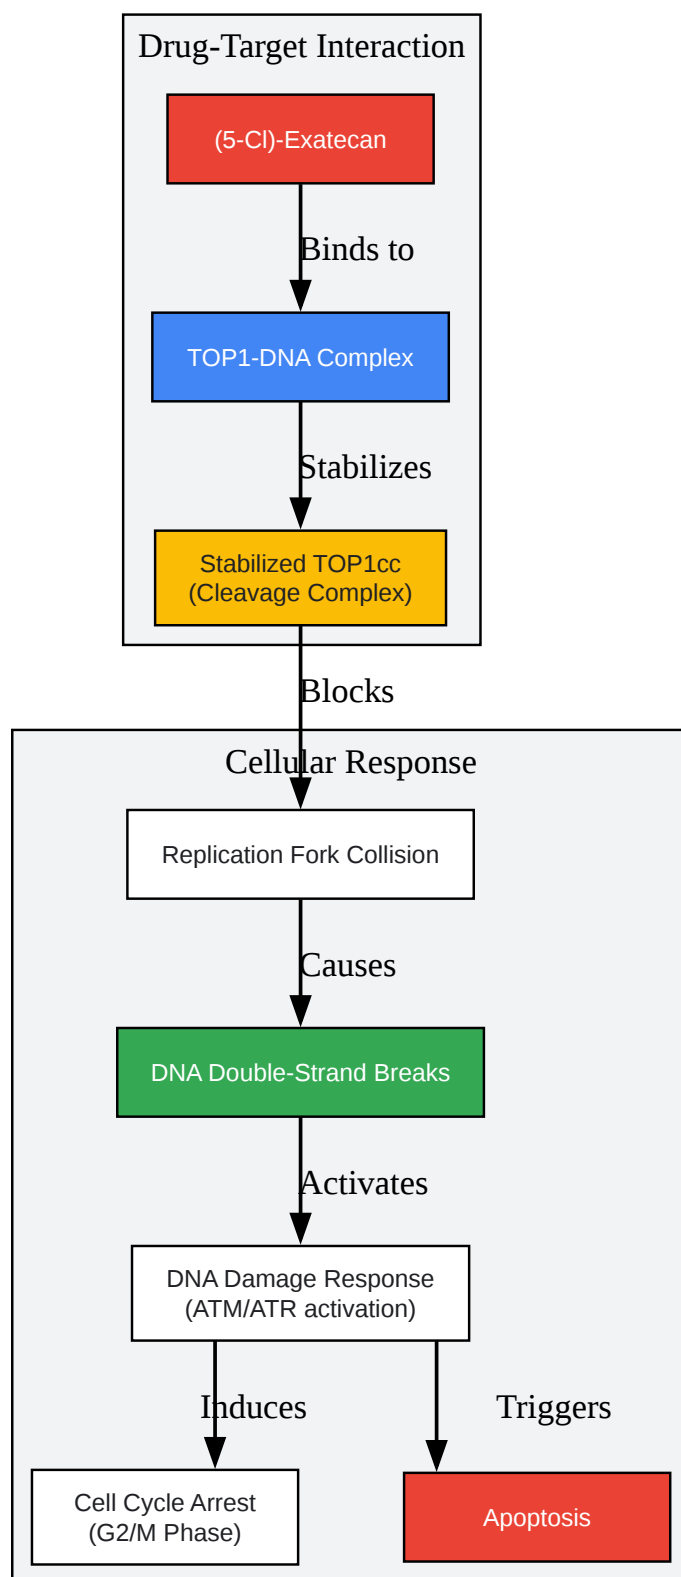 Drug-Target Interaction
(5-Cl)-Exatecan
Binds to
TOP1-DNA Complex
Stabilizes
Stabilized TOP1cc
(Cleavage Complex)
Blocks
Cellular Response
Replication Fork Collision
Causes
DNA Double-Strand Breaks
Activates
DNA Damage Response
(ATM/ATR activation)
Induces
Triggers
Cell Cycle Arrest
(G2/M Phase)
Apoptosis